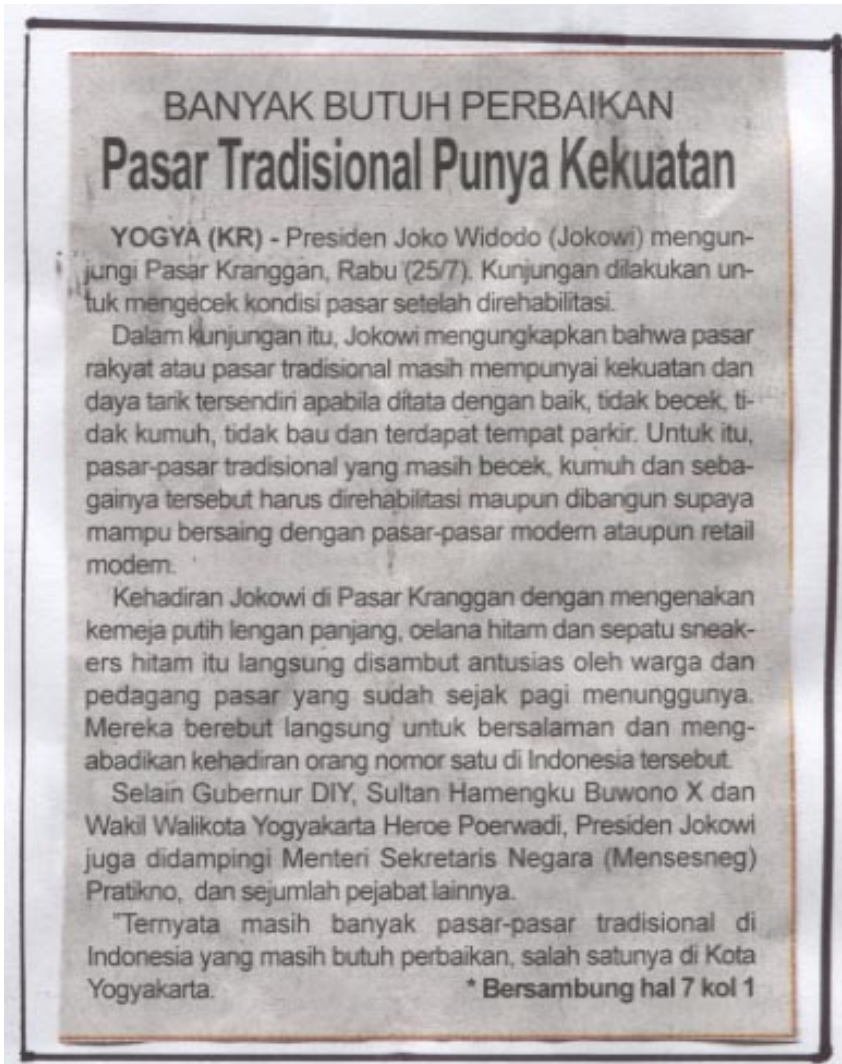 BANYAK BUTUH PERBAIKAN
Pasar Tradisional Punya Kekuatan
YOGYA (KR) - Presiden Joko Widodo (Jokowi) mengun-
jungi Pasar Kranggan, Rabu (25/7). Kunjungan dilakukan un-
tuk mengecek kondisi pasar setelah direhabilitasi.
Dalam kunjungan itu, Jokowi mengungkapkan bahwa pasar
rakyat atau pasar tradisional masih mempunyai kekuatan dan
daya tarik tersendiri apabila ditata dengan baik, tidak becek, ti-
dak kumuh, tidak bau dan terdapat tempat parkir. Untuk itu,
pasar-pasar tradisional yang masih becek, kumuh dan seba-
gainya tersebut harus direhabilitasi maupun dibangun supaya
mampu bersaing dengan pasar-pasar modern ataupun retail
modern.
Kehadiran Jokowi di Pasar Kranggan dengan mengenakan
kemeja putih lengan panjang, celana hitam dan sepatu sneak-
ers hitam itu langsung disambut antusias oleh warga dan
pedagang pasar yang sudah sejak pagi menunggunya.
Mereka berebut langsung untuk bersalaman dan meng-
abadikan kehadiran orang nomor satu di Indonesia tersebut.
Selain Gubernur DIY, Sultan Hamengku Buwono X dan
Wakil Walikota Yogyakarta Heroe Poerwadi, Presiden Jokowi
juga didampingi Menteri Sekretaris Negara (Mensesneg)
Pratikno, dan sejumlah pejabat lainnya.
"Ternyata masih banyak pasar-pasar tradisional di
Indonesia yang masih butuh perbaikan, salah satunya di Kota
Yogyakarta. * Bersambung hal 7 kol 1